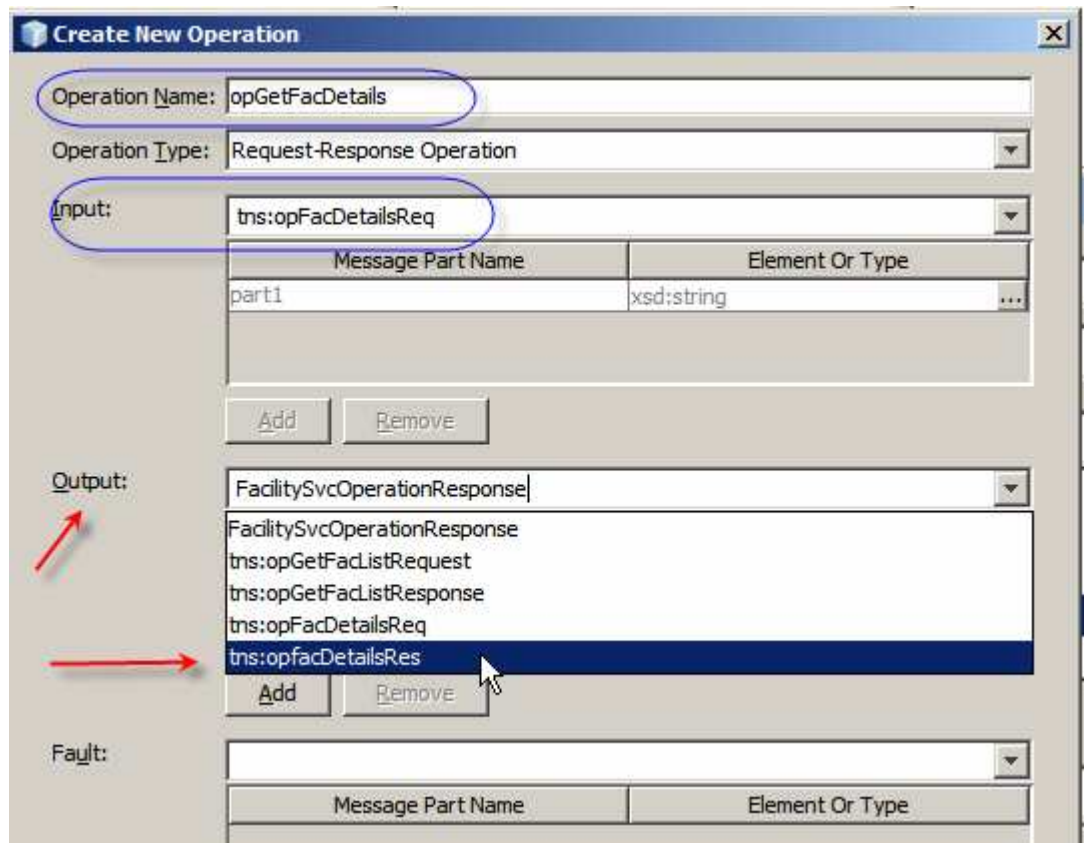 Create New Operation
Operation Name: opGetFacDetails
Operation Type: Request-Response Operation
Input: tns:opFacDetailsReq
Message Part Name Element Or Type
part1 xsd:string ...
Add Remove
Output: FacilitySvcOperationResponse
FacilitySvcOperationResponse
tns:opGetFacListRequest
tns:opGetFacListResponse
tns:opFacDetailsReq
tns:opfacDetailsRes
Add Remove
Fault:
Message Part Name Element Or Type